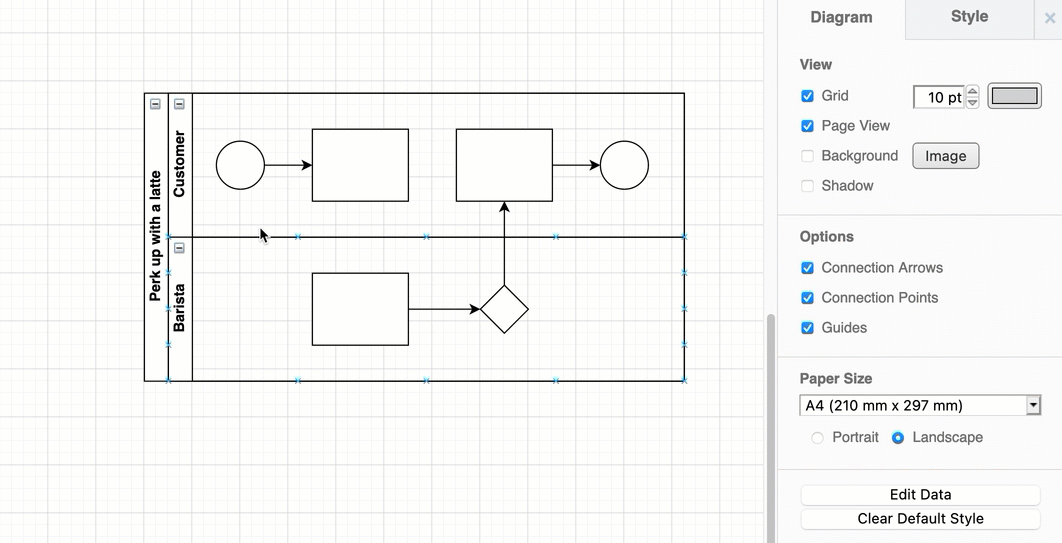 Diagram
Style
View
Grid
10 pt
Page View
Background
Image
Shadow
Options
Connection Arrows
Connection Points
Guides
Paper Size
A4 (210 mm x 297 mm)
Portrait
Landscape
Edit Data
Clear Default Style
Perk up with a latte
Customer
Barista